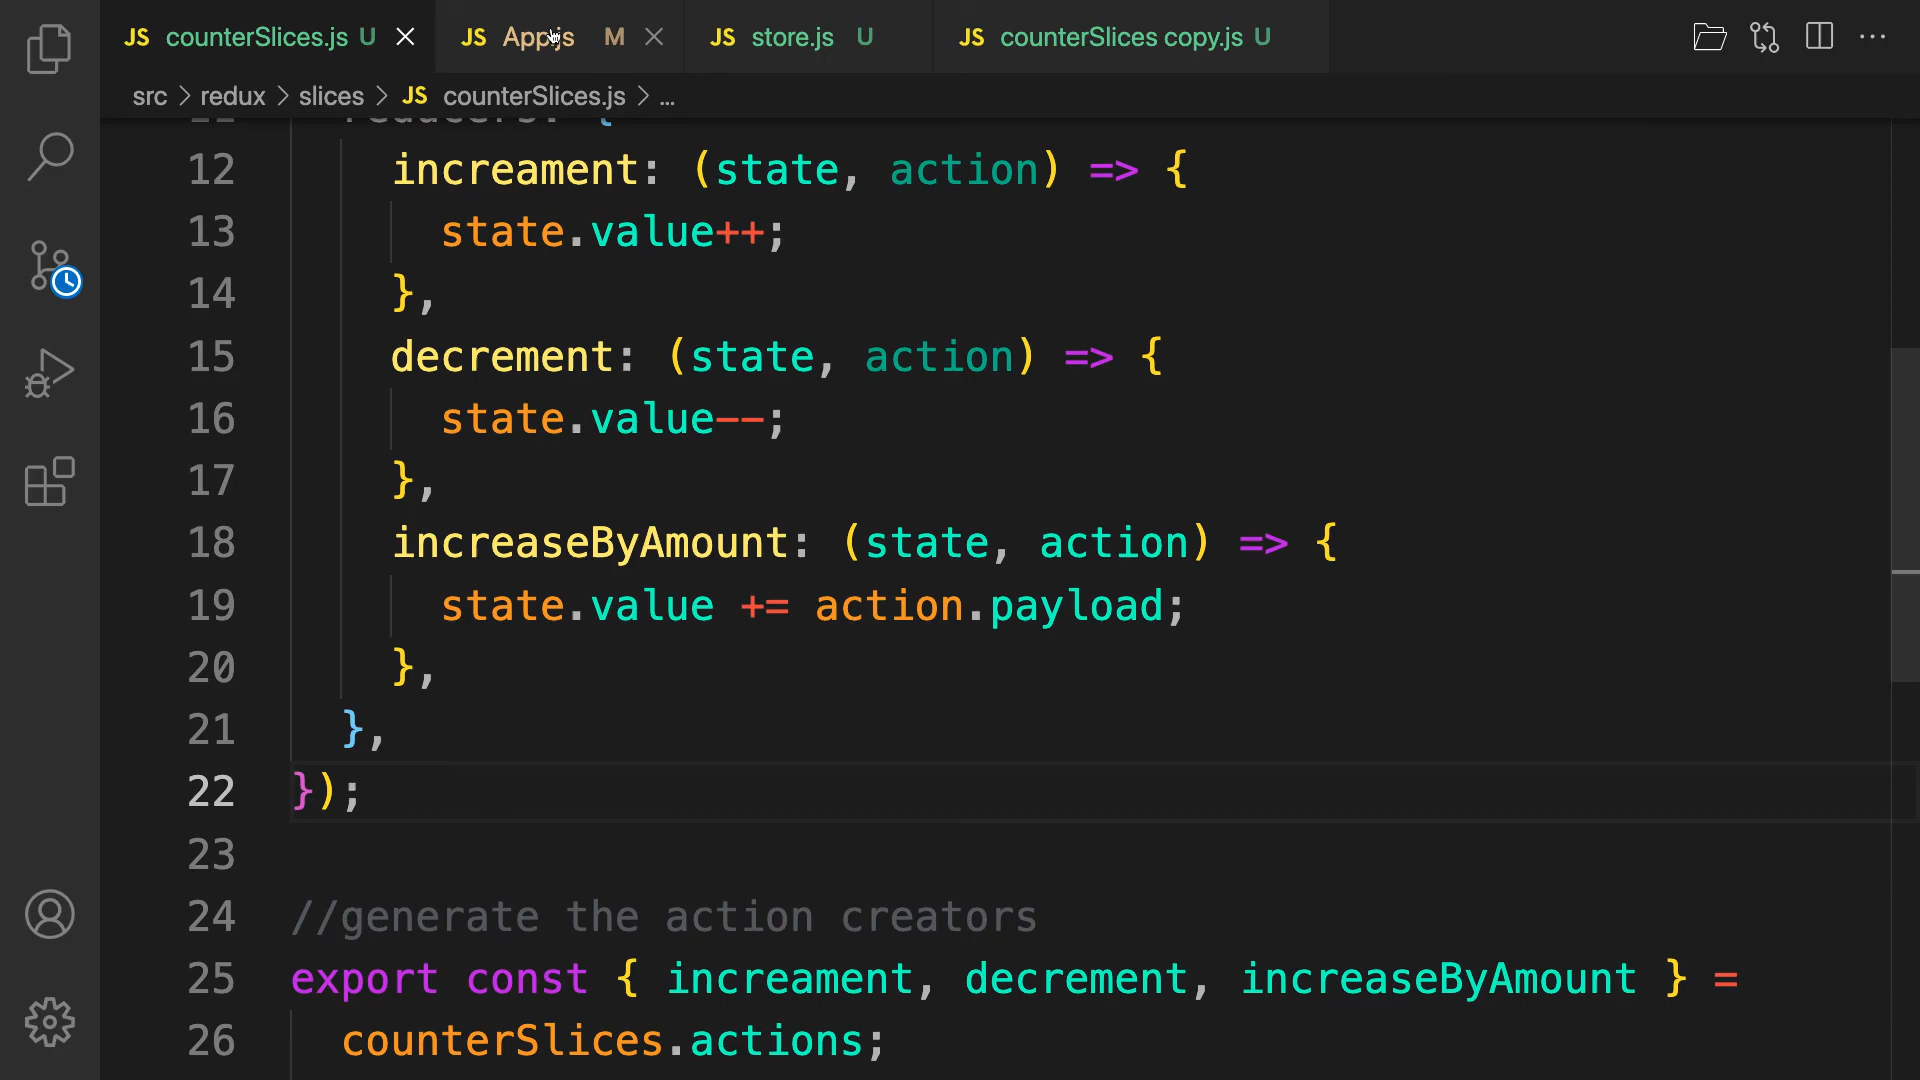 JS counterSlices.js U
JS App.js M
JS store.js U
JS counterSlices copy.js U
src > redux > slices > JS counterSlices.js > ...
11 reducers: {
12 increament: (state, action) => {
13 state.value++;
14 },
15 decrement: (state, action) => {
16 state.value--;
17 },
18 increaseByAmount: (state, action) => {
19 state.value += action.payload;
20 },
21 },
22 });
23
24 //generate the action creators
25 export const { increament, decrement, increaseByAmount } =
26 counterSlices.actions;